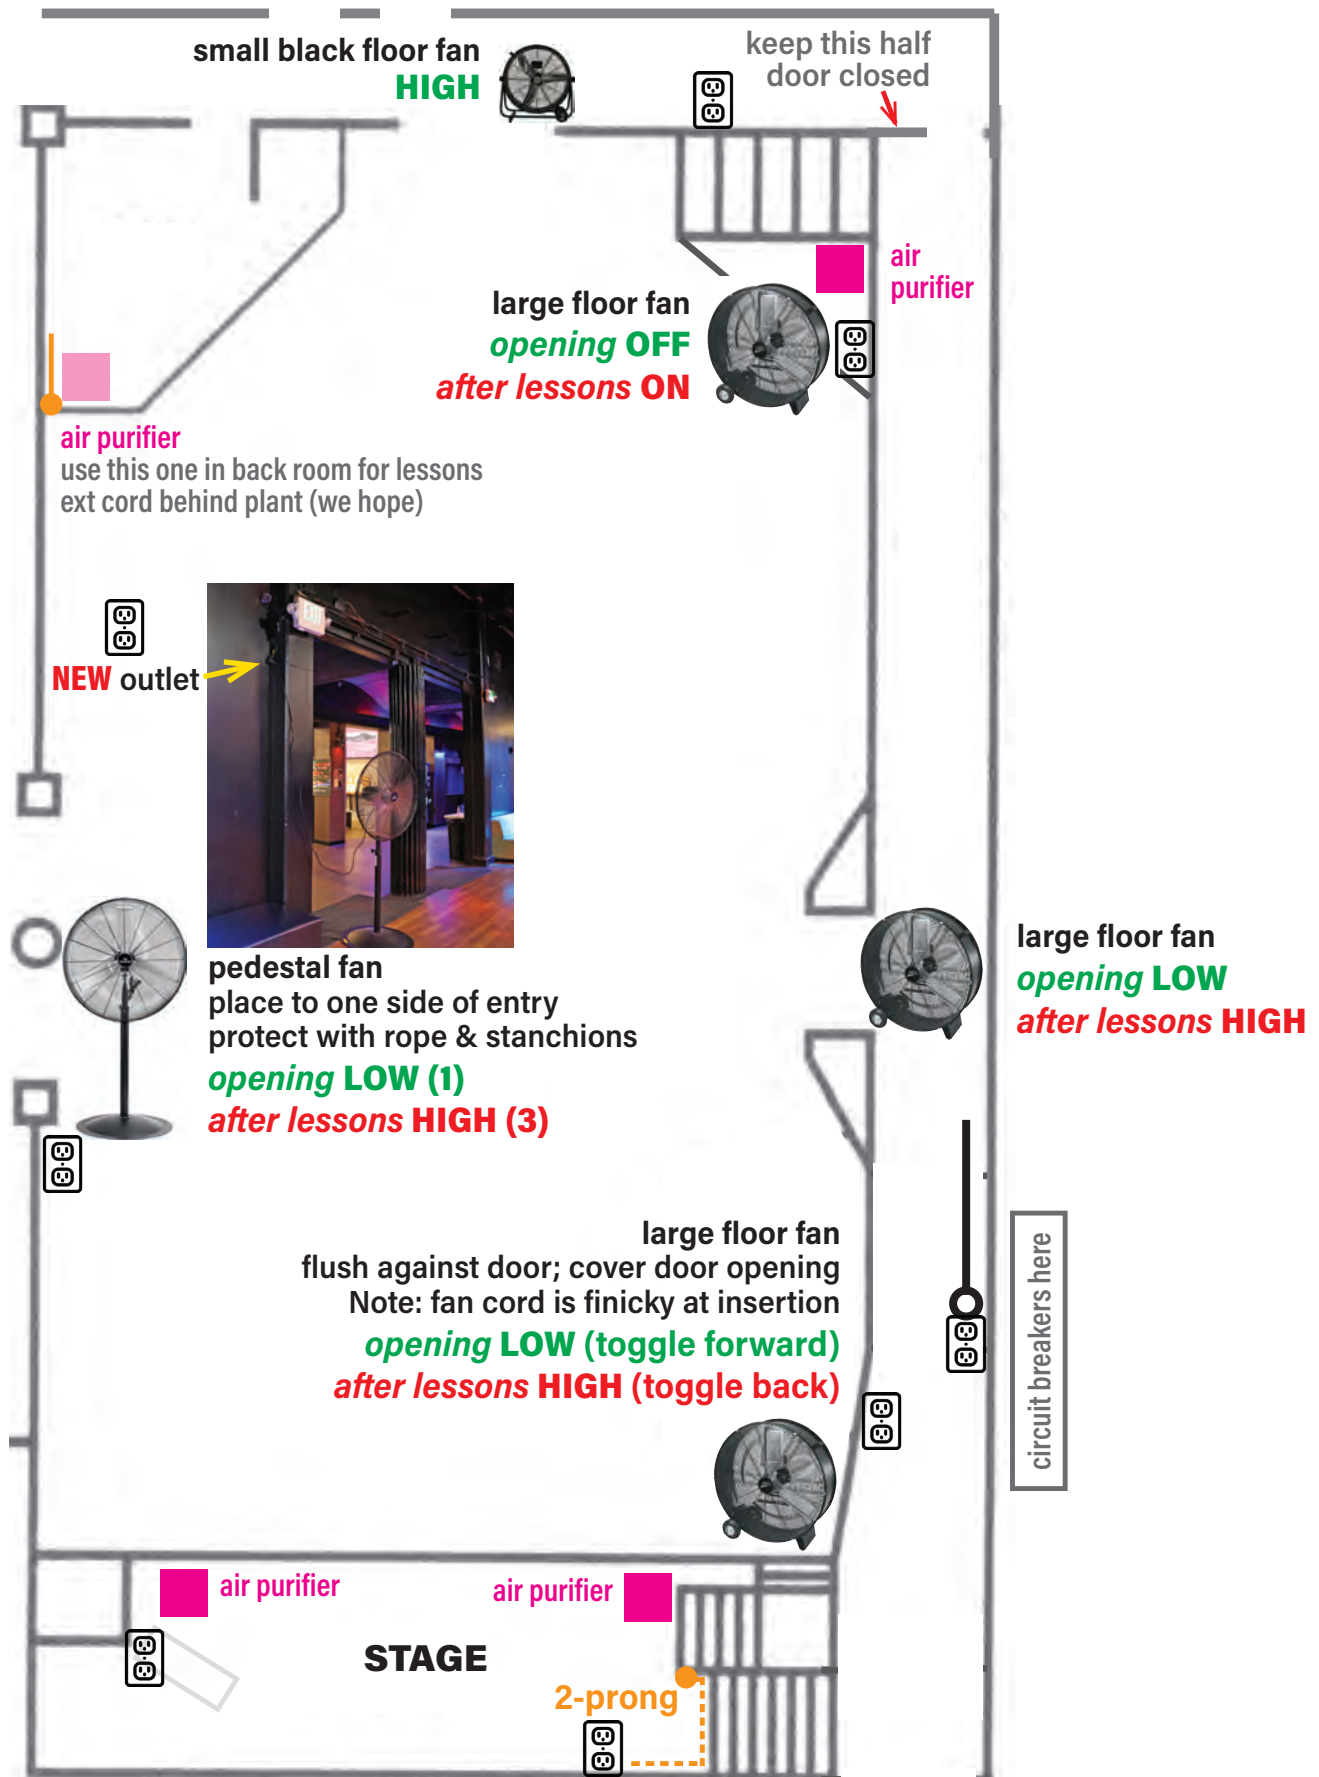 small black floor fan
HIGH
keep this half
door closed
air
purifier
large floor fan
opening OFF
after lessons ON
air purifier
use this one in back room for lessons
ext cord behind plant (we hope)
EXIT
NEW outlet
pedestal fan
place to one side of entry
protect with rope & stanchions
opening LOW (1)
after lessons HIGH (3)
large floor fan
opening LOW
after lessons HIGH
large floor fan
flush against door; cover door opening
Note: fan cord is finicky at insertion
opening LOW (toggle forward)
after lessons HIGH (toggle back)
circuit breakers here
air purifier
air purifier
STAGE
2-prong